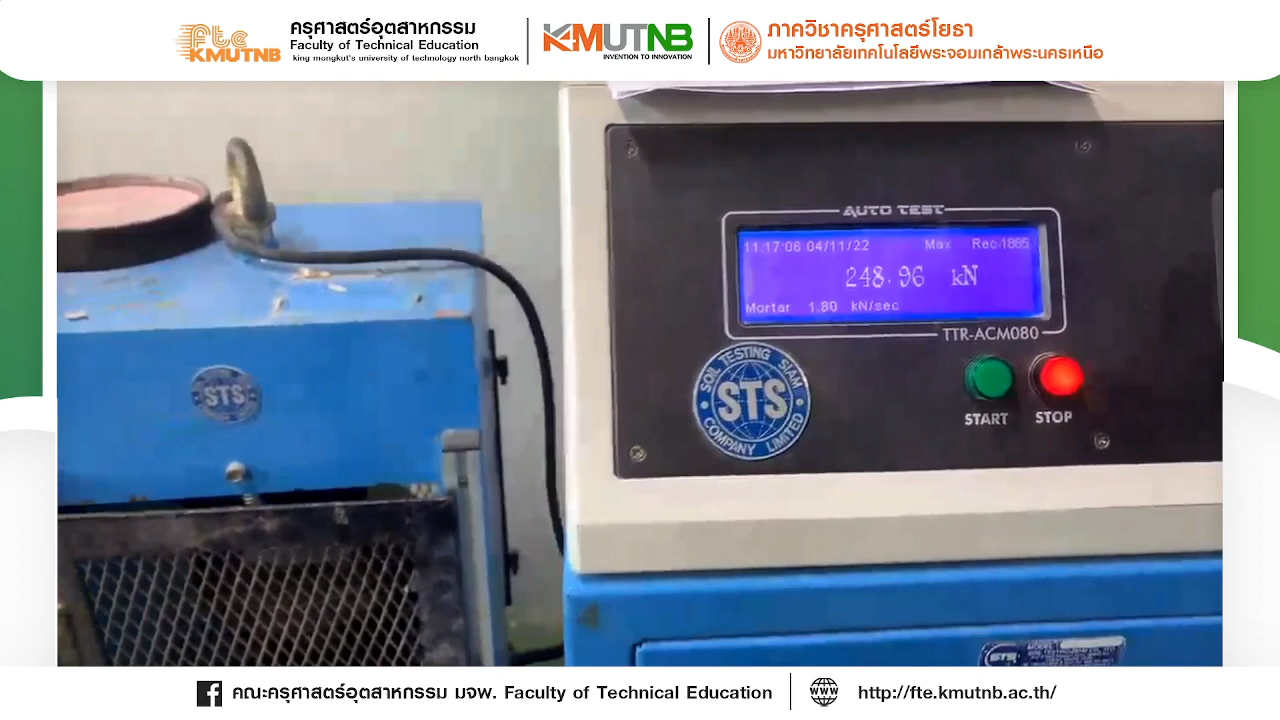 fte
KMUTNB
ครุศาสตร์อุตสาหกรรม
Faculty of Technical Education
king mongkut's university of technology north bangkok
KMUTNB
INVENTION TO INNOVATION
ภาควิชาครุศาสตร์โยธา
มหาวิทยาลัยเทคโนโลยีพระจอมเกล้าพระนครเหนือ
AUTO TEST
11:17:06 04/11/22 Max Rec:1865
248.96 kN
Mortar 1.80 kN/sec
TTR-ACM080
SOIL TESTING SIAM
STS
COMPANY LIMITED
START STOP
STS
STS
คณะครุศาสตร์อุตสาหกรรม มจพ. Faculty of Technical Education
www
http://fte.kmutnb.ac.th/